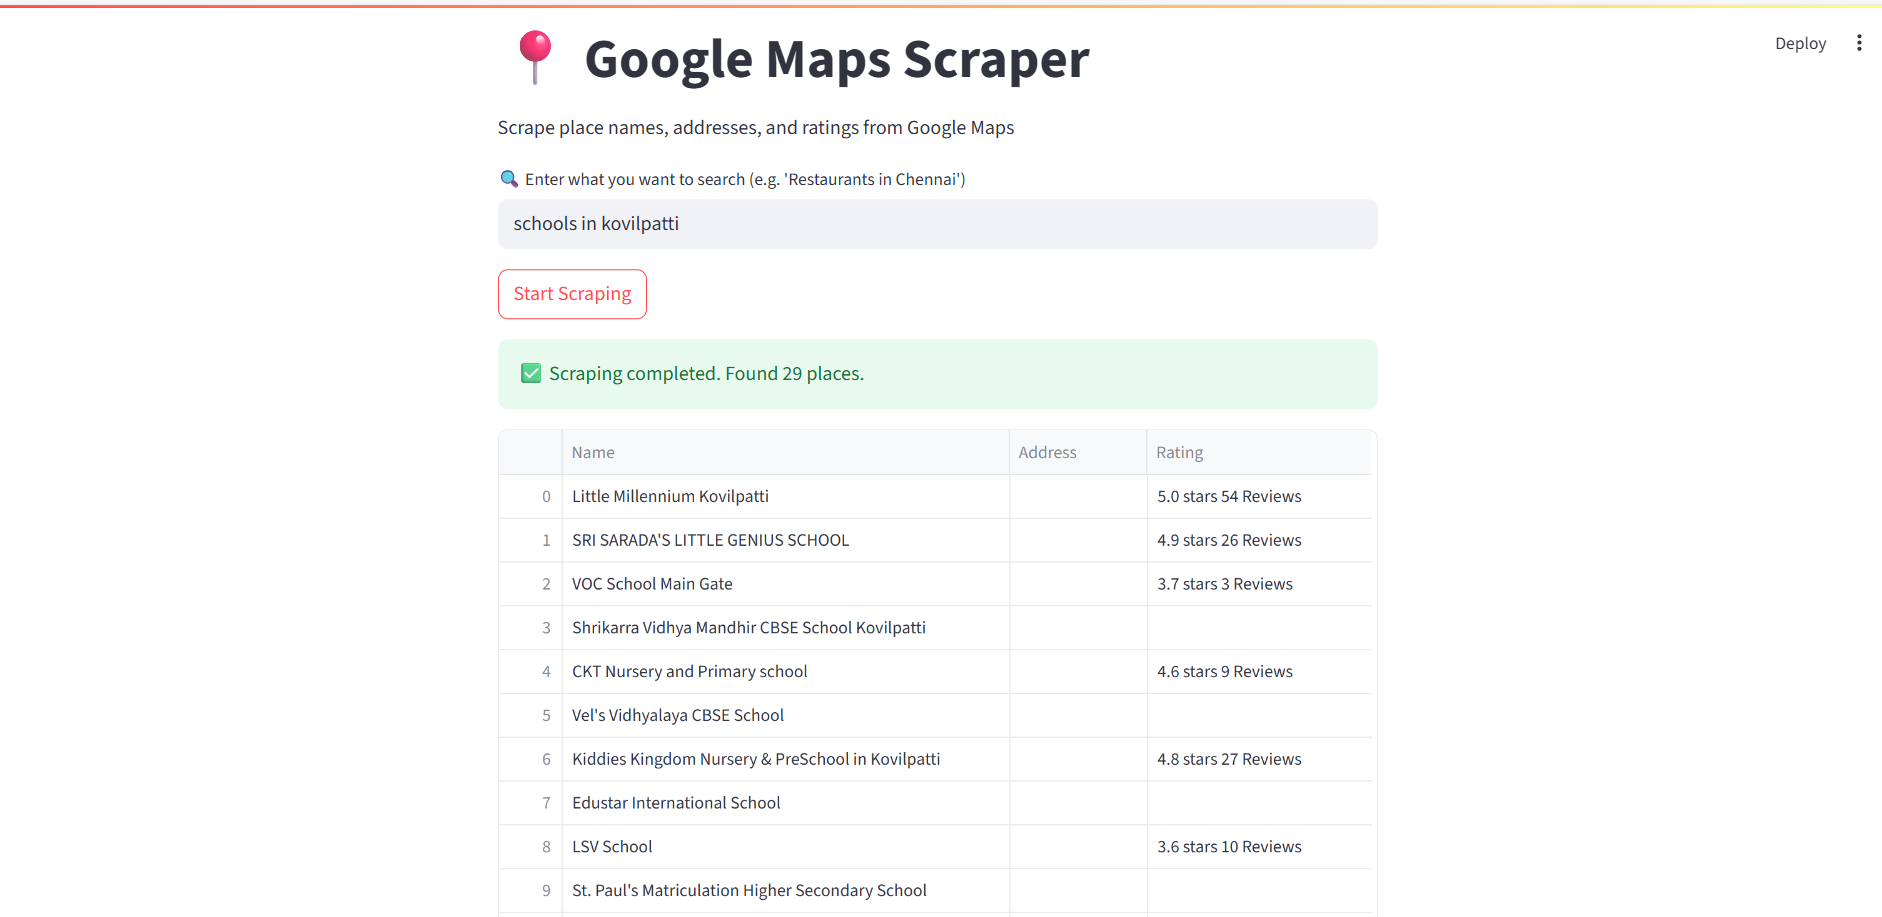 Deploy
Google Maps Scraper
Scrape place names, addresses, and ratings from Google Maps
Enter what you want to search (e.g. 'Restaurants in Chennai')
schools in kovilpatti
Start Scraping
Scraping completed. Found 29 places.
Name Address Rating
0 Little Millennium Kovilpatti 5.0 stars 54 Reviews
1 SRI SARADA'S LITTLE GENIUS SCHOOL 4.9 stars 26 Reviews
2 VOC School Main Gate 3.7 stars 3 Reviews
3 Shrikarra Vidhya Mandhir CBSE School Kovilpatti
4 CKT Nursery and Primary school 4.6 stars 9 Reviews
5 Vel's Vidhyalaya CBSE School
6 Kiddies Kingdom Nursery & PreSchool in Kovilpatti 4.8 stars 27 Reviews
7 Edustar International School
8 LSV School 3.6 stars 10 Reviews
9 St. Paul's Matriculation Higher Secondary School